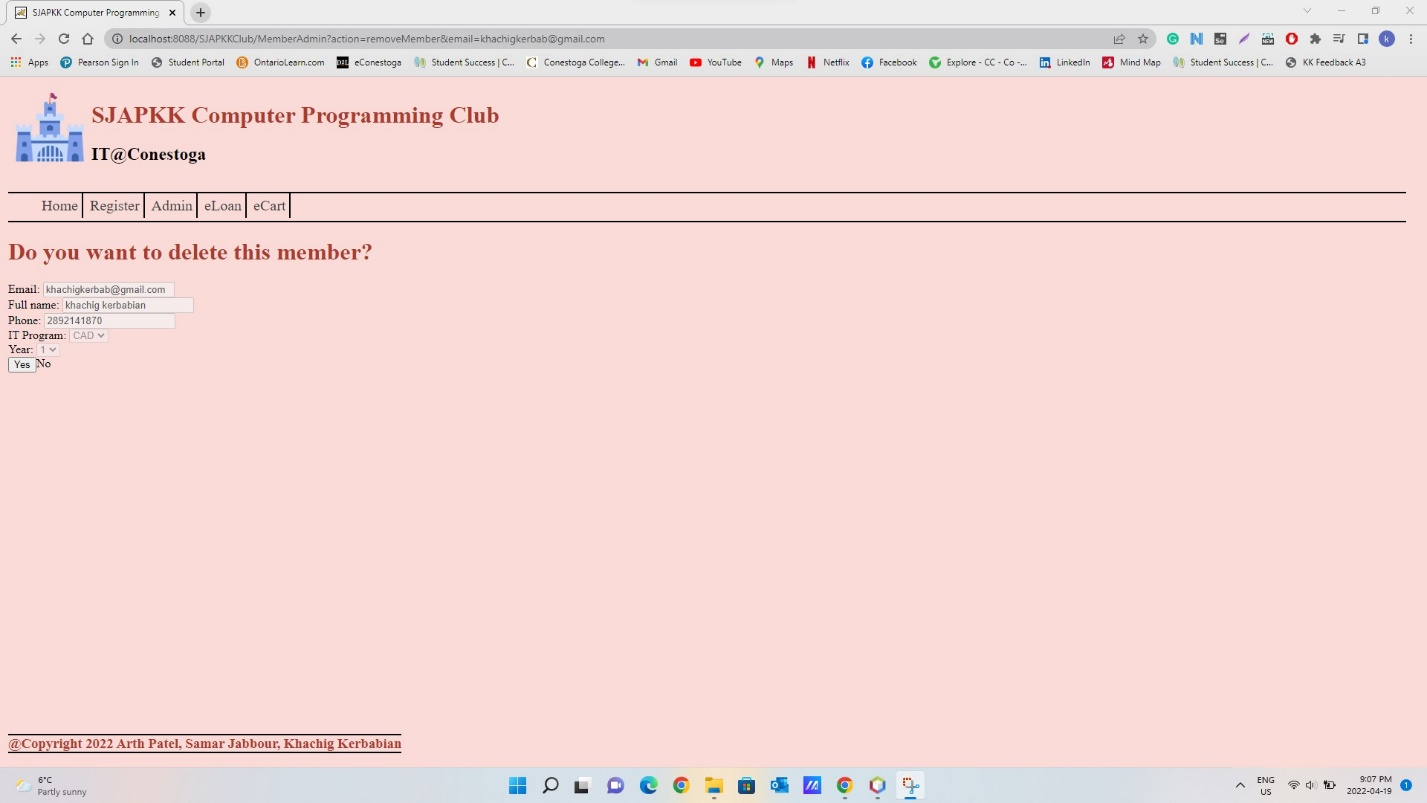 SJAPKK Computer Programming
localhost:8088/SJAPKKClub/MemberAdmin?action=removeMember&email=khachigkerbab@gmail.com
Apps Pearson Sign In Student Portal OntarioLearn.com D2L eConestoga Student Success | C... Conestoga College... Gmail YouTube Maps Netflix Facebook Explore - CC - Co -... LinkedIn Mind Map Student Success | C... KK Feedback A3
SJAPKK Computer Programming Club
IT@Conestoga
Home Register Admin eLoan eCart
Do you want to delete this member?
Email: khachigkerbab@gmail.com
Full name: khachig kerbabian
Phone: 2892141870
IT Program: CAD
Year: 1
Yes No
@Copyright 2022 Arth Patel, Samar Jabbour, Khachig Kerbabian
6°C
Partly sunny
ENG
US
9:07 PM
2022-04-19
1